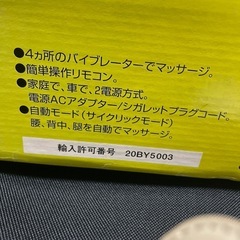 ●4ヵ所のバイブレーターでマッサージ。
●簡単操作リモコン。
●家庭で、車で、2電源方式。
電源ACアダプター/シガレットプラグコード。
●自動モード(サイクリックモード)
腰、背中、腿を自動でマッサージ。
輸入許可番号 20BY5003